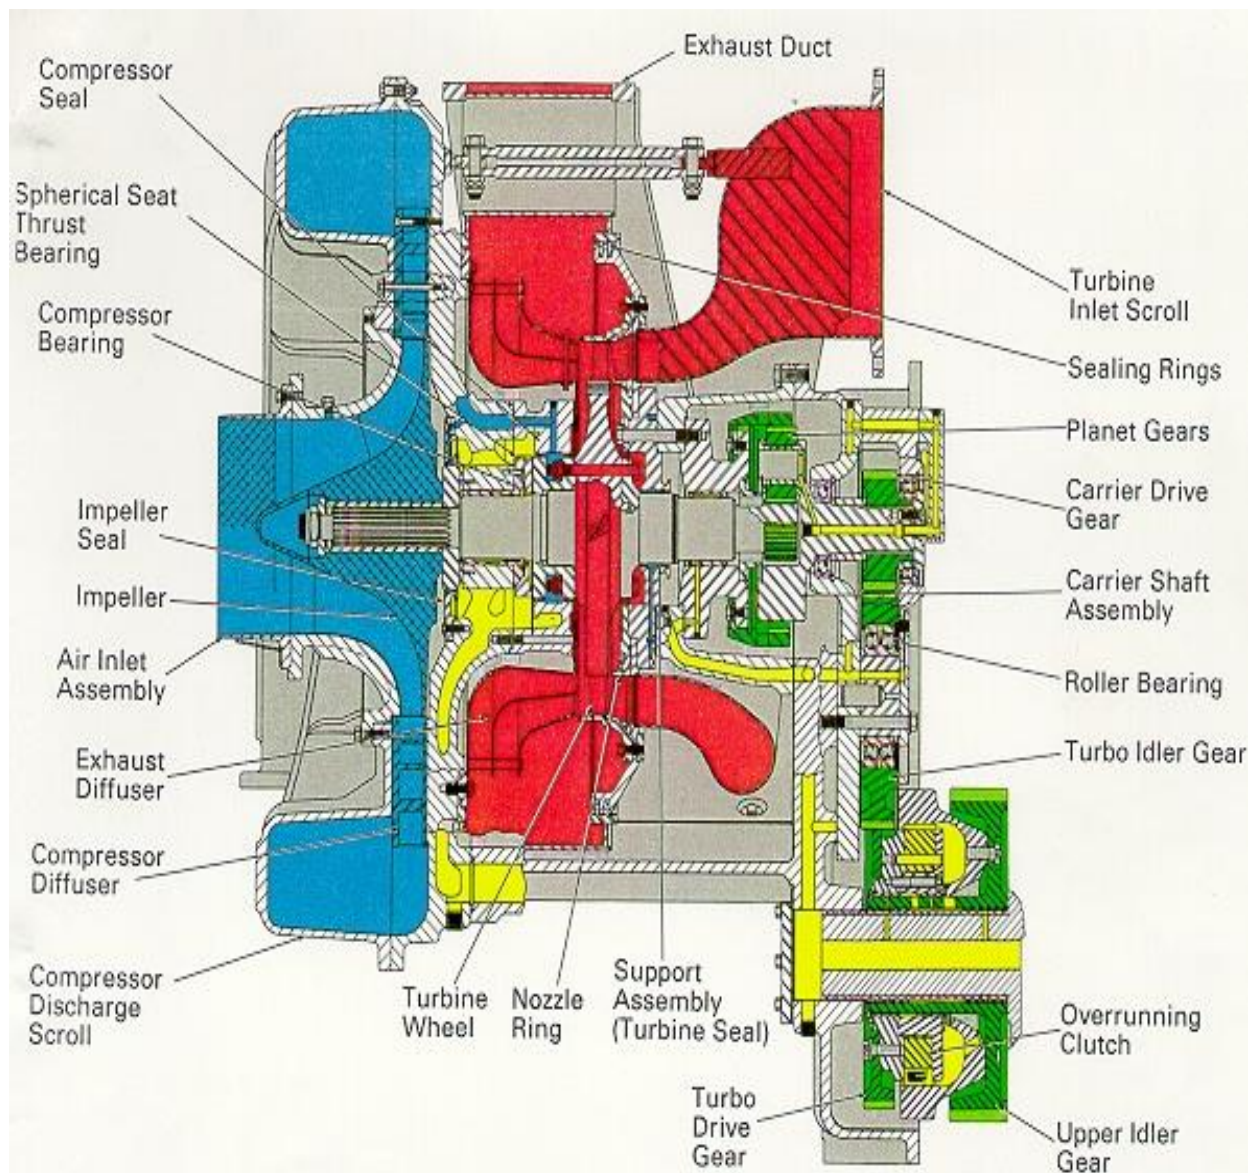 Exhaust Duct
Compressor
Seal
Spherical Seat
Thrust
Bearing
Compressor
Bearing
Impeller
Seal
Impeller
Air Inlet
Assembly
Exhaust
Diffuser
Compressor
Diffuser
Compressor
Discharge
Scroll
Turbine
Wheel
Nozzle
Ring
Support
Assembly
(Turbine Seal)
Turbo
Drive
Gear
Turbine
Inlet Scroll
Sealing Rings
Planet Gears
Carrier Drive
Gear
Carrier Shaft
Assembly
Roller Bearing
Turbo Idler Gear
Overrunning
Clutch
Upper Idler
Gear